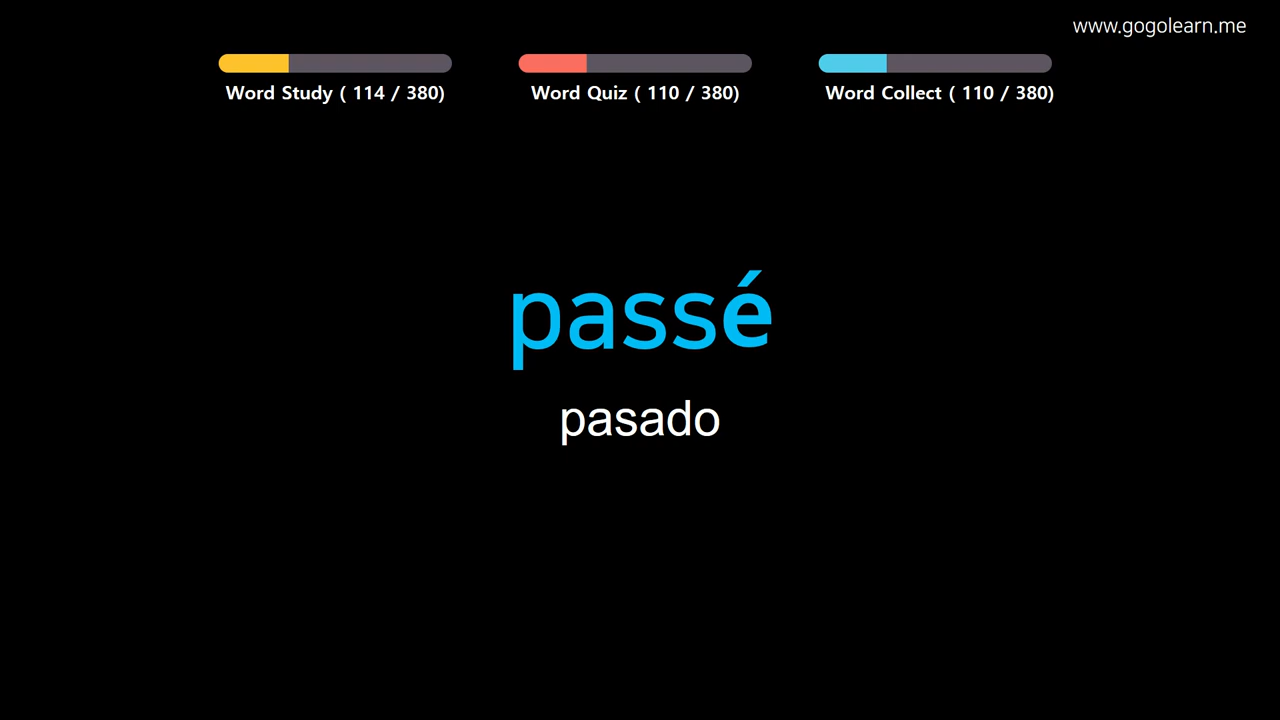 www.gogolearn.me
Word Study ( 114 / 380)
Word Quiz ( 110 / 380)
Word Collect ( 110 / 380)
passé
pasado